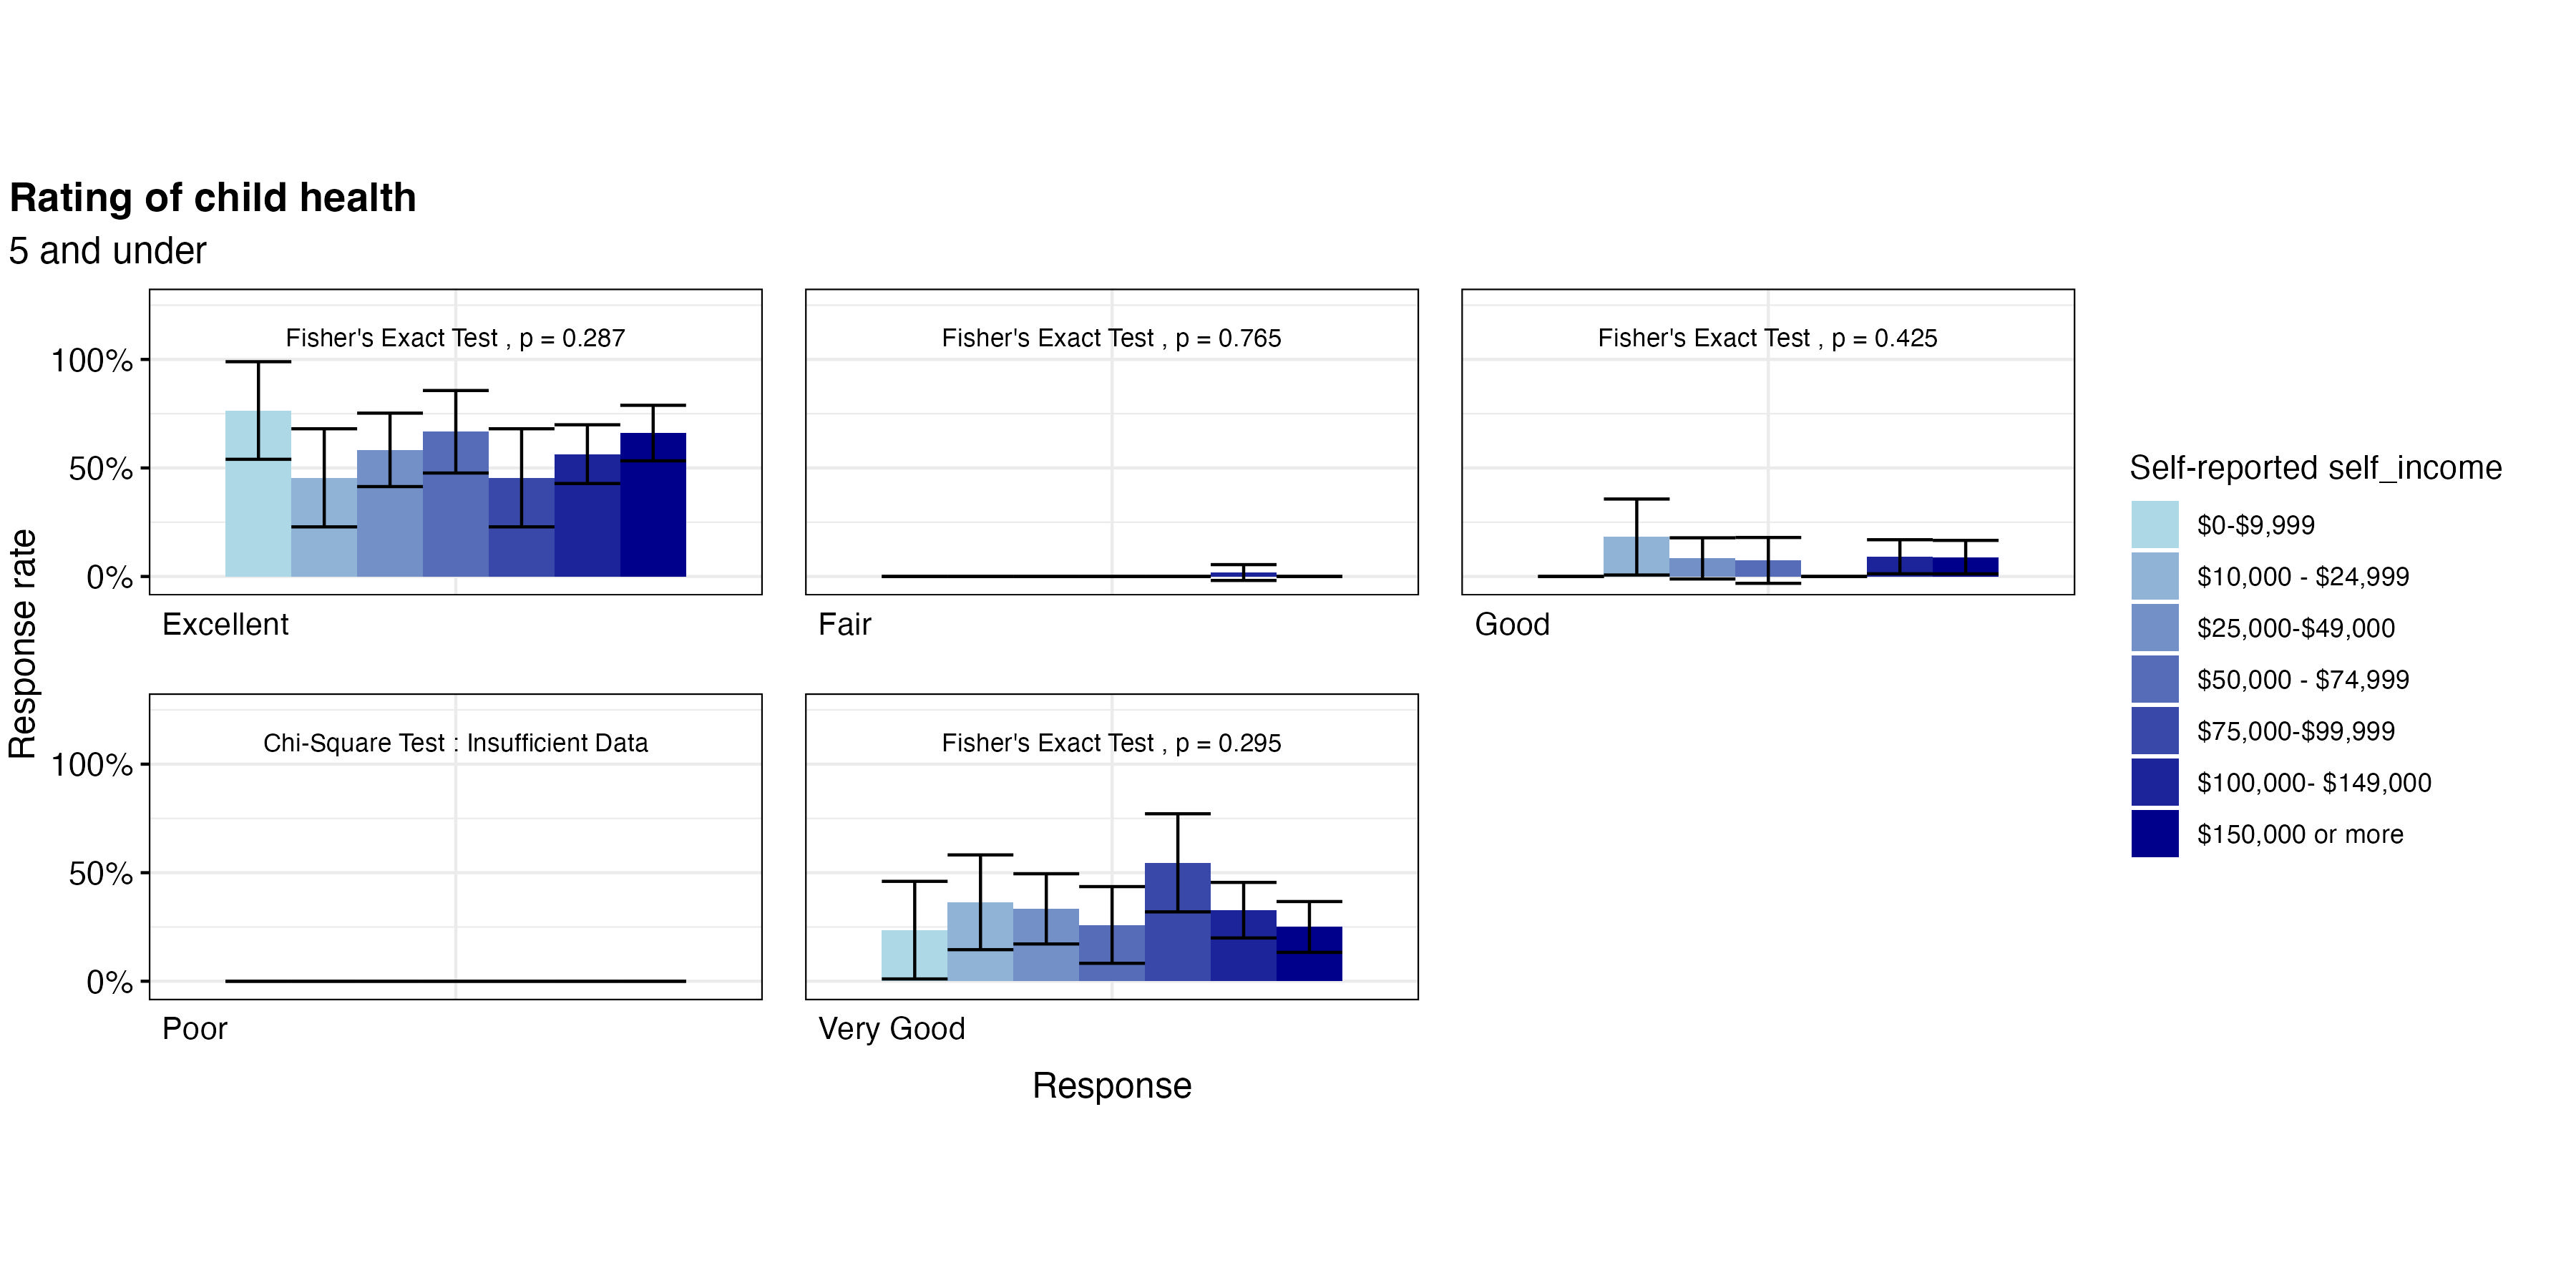 Rating of child health
5 and under
Response rate
Fisher's Exact Test , p = 0.287
100%
50%
0%
Excellent
Fisher's Exact Test , p = 0.765
Fair
Fisher's Exact Test , p = 0.425
Good
Chi-Square Test : Insufficient Data
100%
50%
0%
Poor
Fisher's Exact Test , p = 0.295
Very Good
Response
Self-reported self_income
$0-$9,999
$10,000 - $24,999
$25,000-$49,000
$50,000 - $74,999
$75,000-$99,999
$100,000- $149,000
$150,000 or more